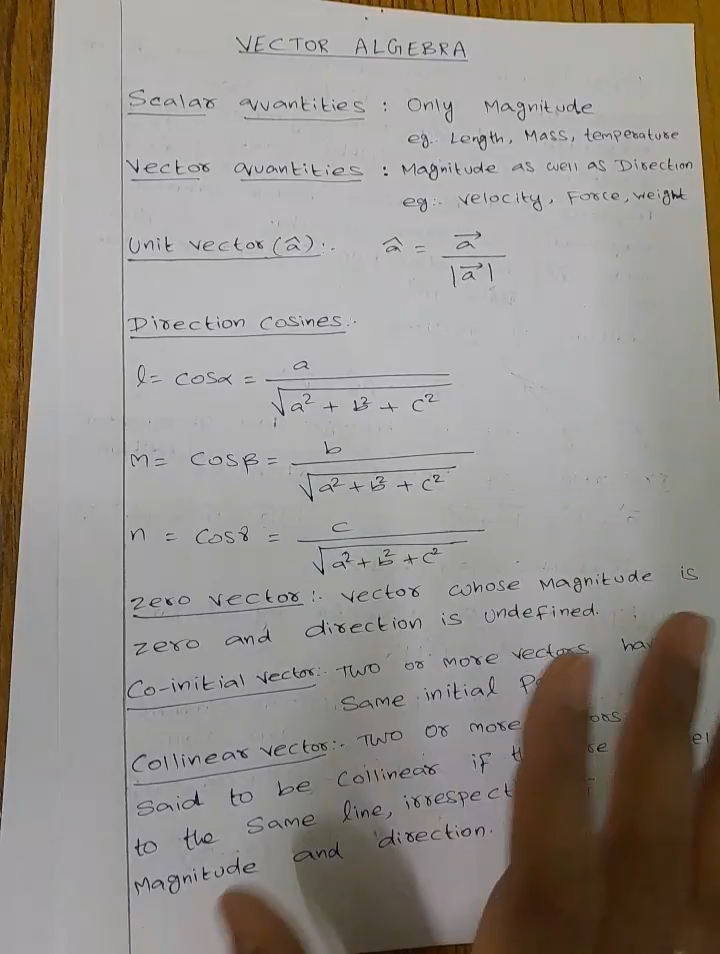 VECTOR ALGEBRA
Scalar quantities : Only Magnitude
eg:. Length, Mass, temperature
Vector quantities : Magnitude as well as Direction
eg:- velocity, Force, weight
Unit vector (â):. â = a⃗ / |a⃗|
Direction cosines:.
l = cosα = a / √(a² + b² + c²)
m = cosβ = b / √(a² + b² + c²)
n = cosγ = c / √(a² + b² + c²)
zero vector:. vector whose Magnitude is
zero and direction is undefined.
Co-initial vector:. Two or more vectors
Same initial
Collinear vector:. Two or more
said to be collinear if
to the same line,
Magnitude and direction.